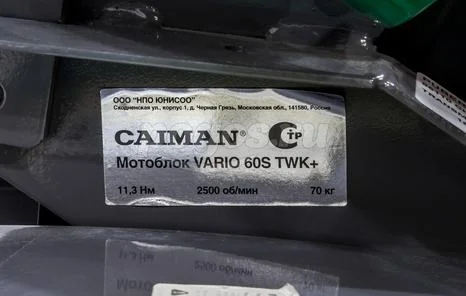 ООО "НПО ЮНИСОО"
Сходненская ул., корпус 1, д. Черная Грязь, Московская обл., 141580, Россия
CAIMAN®
Мотоблок VARIO 60S TWK+
11,3 Нм 2500 об/мин 70 кг